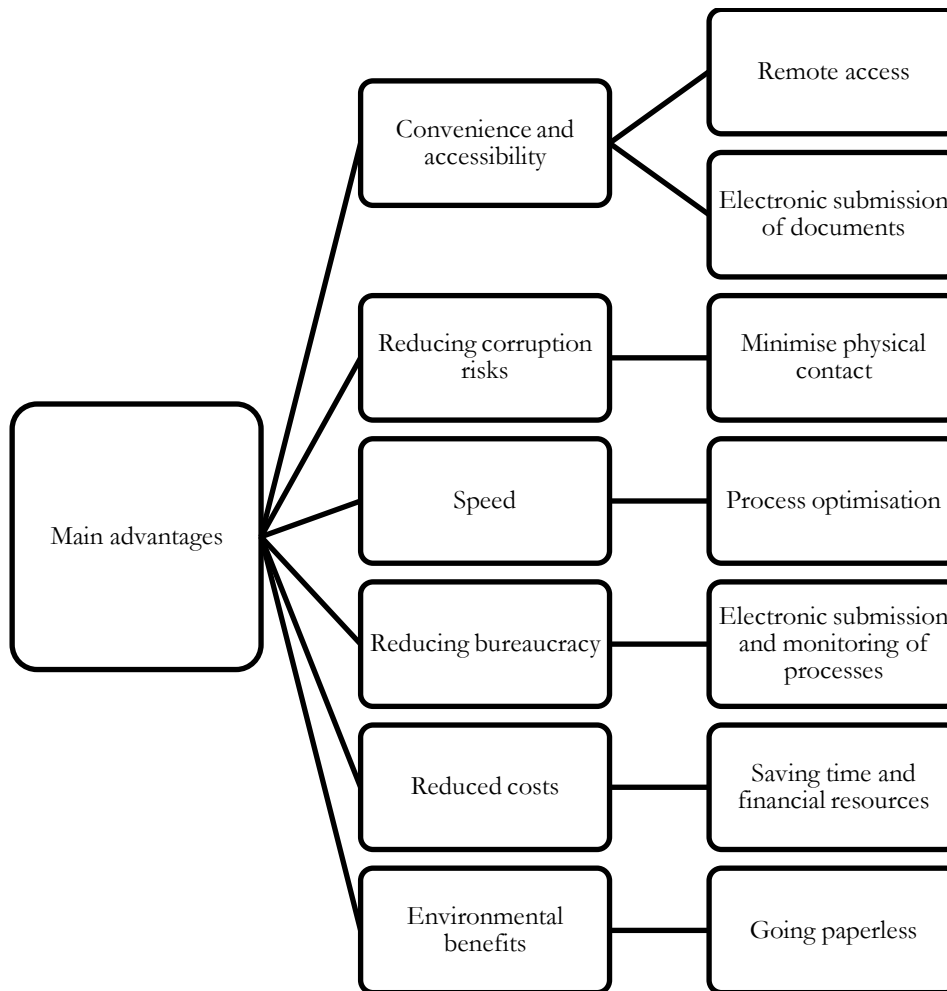 Main advantages
Convenience and
accessibility
Remote access
Electronic submission
of documents
Reducing corruption
risks
Minimise physical
contact
Speed
Process optimisation
Reducing bureaucracy
Electronic submission
and monitoring of
processes
Reduced costs
Saving time and
financial resources
Environmental
benefits
Going paperless